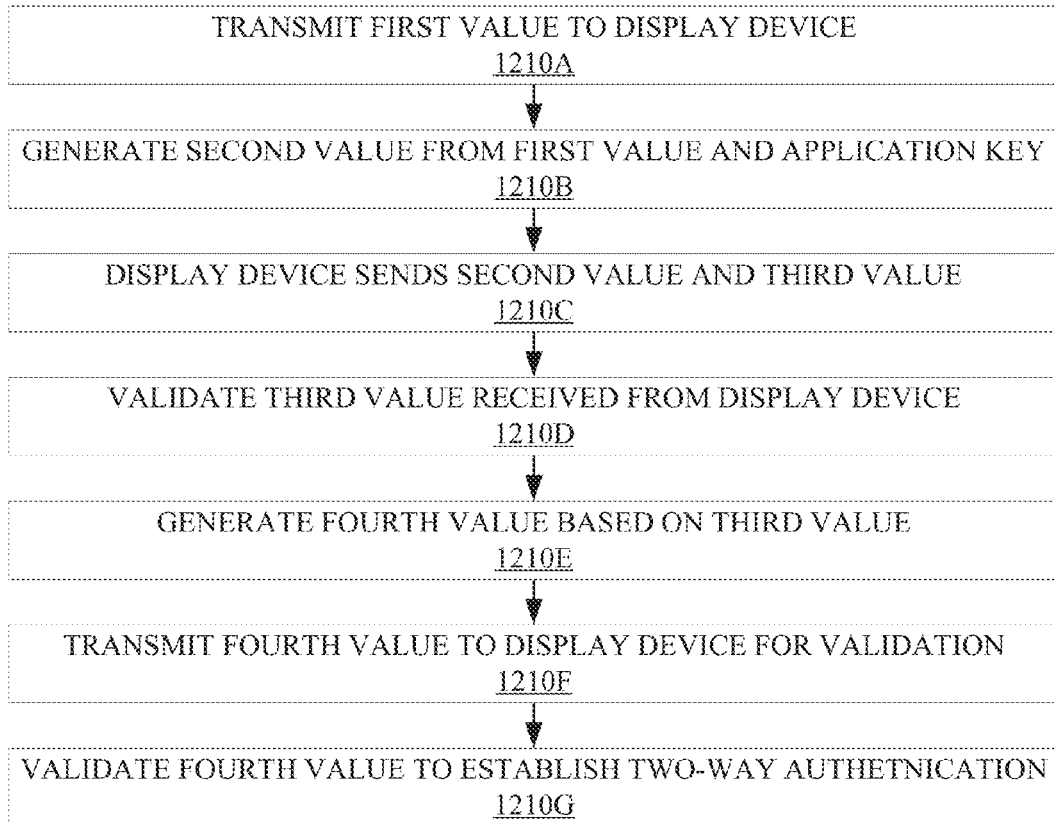 TRANSMIT FIRST VALUE TO DISPLAY DEVICE
1210A
GENERATE SECOND VALUE FROM FIRST VALUE AND APPLICATION KEY
1210B
DISPLAY DEVICE SENDS SECOND VALUE AND THIRD VALUE
1210C
VALIDATE THIRD VALUE RECEIVED FROM DISPLAY DEVICE
1210D
GENERATE FOURTH VALUE BASED ON THIRD VALUE
1210E
TRANSMIT FOURTH VALUE TO DISPLAY DEVICE FOR VALIDATION
1210F
VALIDATE FOURTH VALUE TO ESTABLISH TWO-WAY AUTHETNICATION
1210G